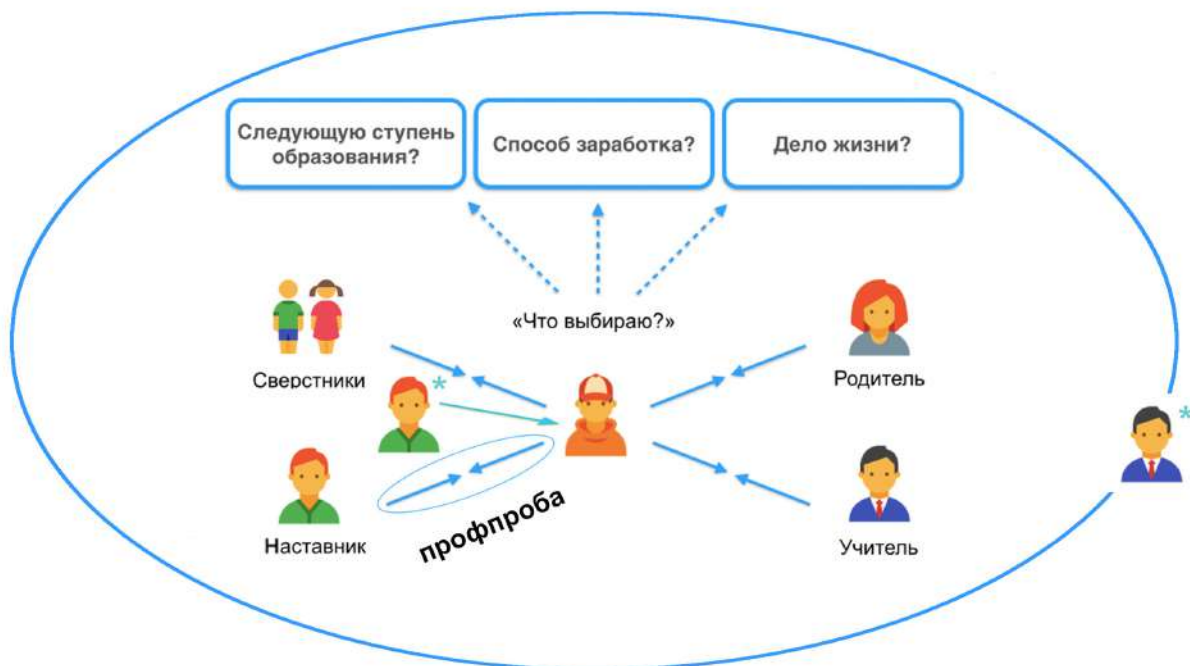 Следующую ступень
образования?
Способ заработка?
Дело жизни?
«Что выбираю?»
Сверстники
*
Родитель
*
Наставник
профпроба
Учитель